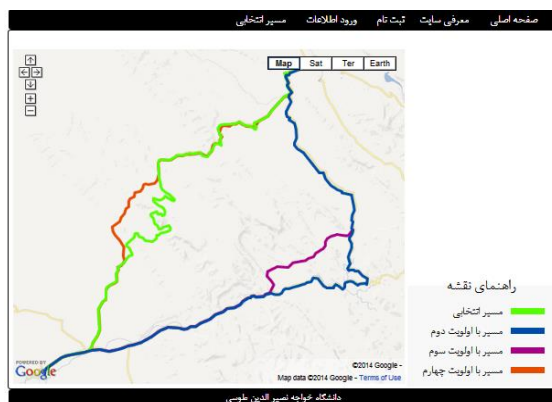 صفحه اصلی معرفی سایت ثبت نام ورود اطلاعات مسیر انتخابی
Map Sat Ter Earth
راهنمای نقشه
مسیر انتخابی
مسیر با اولویت دوم
مسیر با اولویت سوم
مسیر با اولویت چهارم
POWERED BY
Google
©2014 Google -
Map data ©2014 Google - Terms of Use
دانشگاه خواجه نصیر الدین طوسی